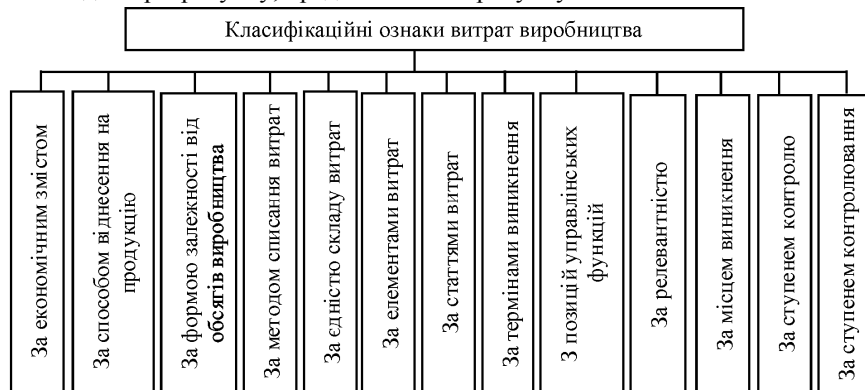 Класифікаційні ознаки витрат виробництва
За економічним змістом
За способом віднесення на
продукцію
За формою залежності від
обсягів виробництва
За методом списання витрат
За єдністю складу витрат
За елементами витрат
За статтями витрат
За термінами виникнення
З позицій управлінських
функцій
За релевантністю
За місцем виникнення
За ступенем контролю
За ступенем контролювання